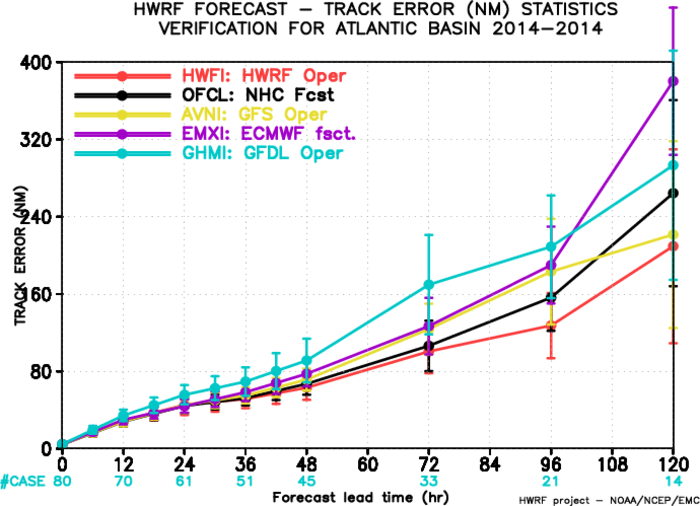 HWRF FORECAST – TRACK ERROR (NM) STATISTICS
VERIFICATION FOR ATLANTIC BASIN 2014–2014
400
320
240
160
80
0
TRACK ERROR (NM)
HWFI: HWRF Oper
OFCL: NHC Fcst
AVNI: GFS Oper
EMXI: ECMWF fsct.
GHMI: GFDL Oper
0 12 24 36 48 60 72 84 96 108 120
#CASE 80 70 61 51 45 33 21 14
Forecast lead time (hr)
HWRF project – NOAA/NCEP/EMC